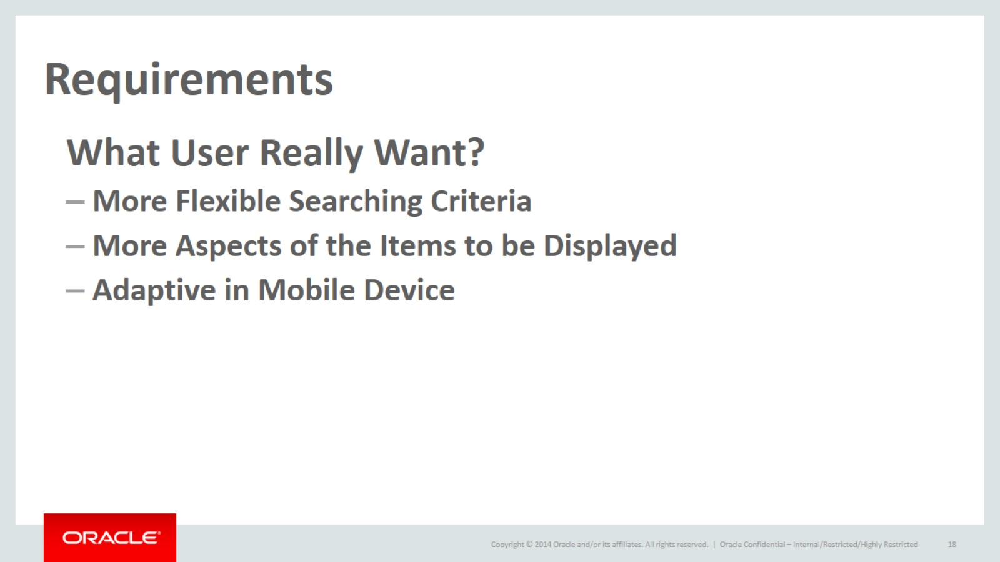 Requirements
What User Really Want?
– More Flexible Searching Criteria
– More Aspects of the Items to be Displayed
– Adaptive in Mobile Device
ORACLE®
Copyright © 2014 Oracle and/or its affiliates. All rights reserved. | Oracle Confidential – Internal/Restricted/Highly Restricted 18